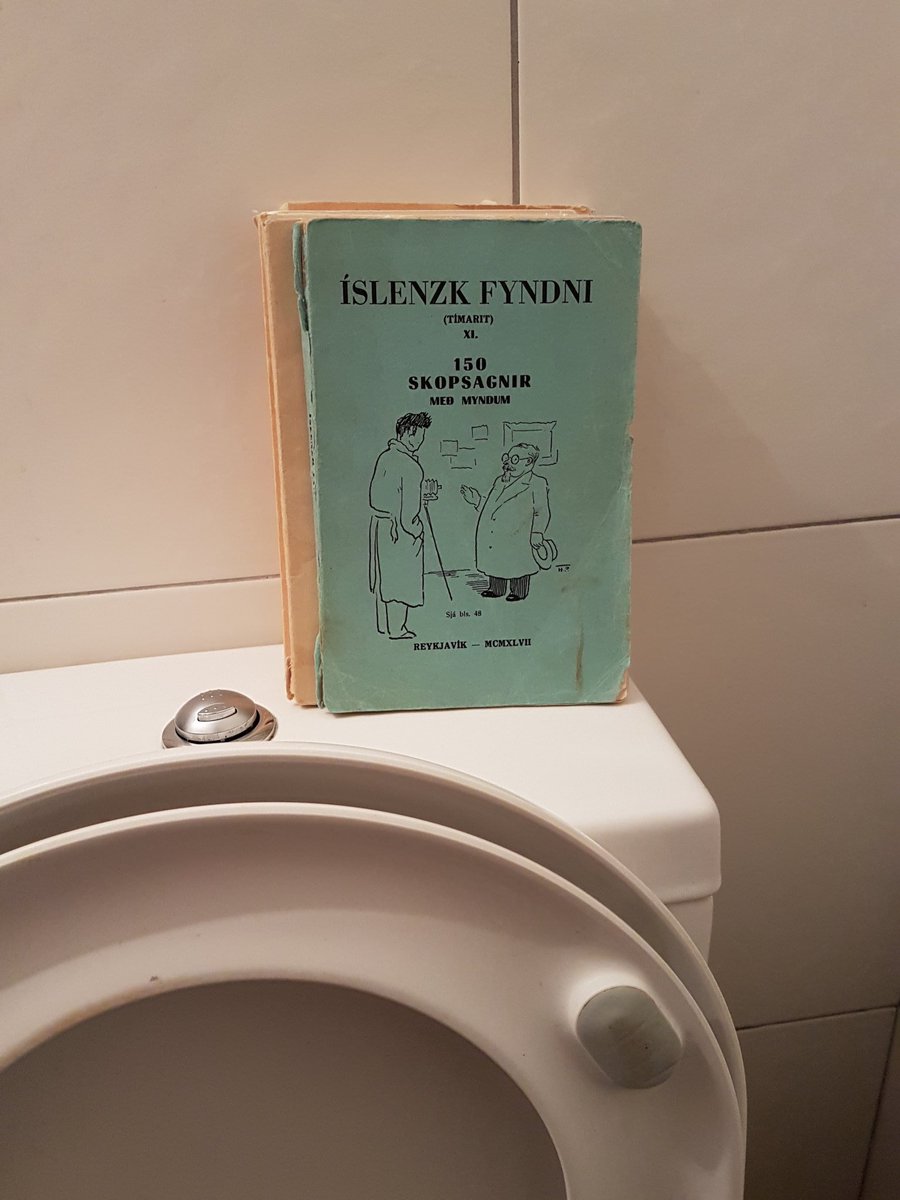 ÍSLENZK FYNDNI
(TÍMARIT)
XI.
150
SKOPSAGNIR
MEÐ MYNDUM
Sjá bls. 48
REYKJAVÍK — MCMXLVII